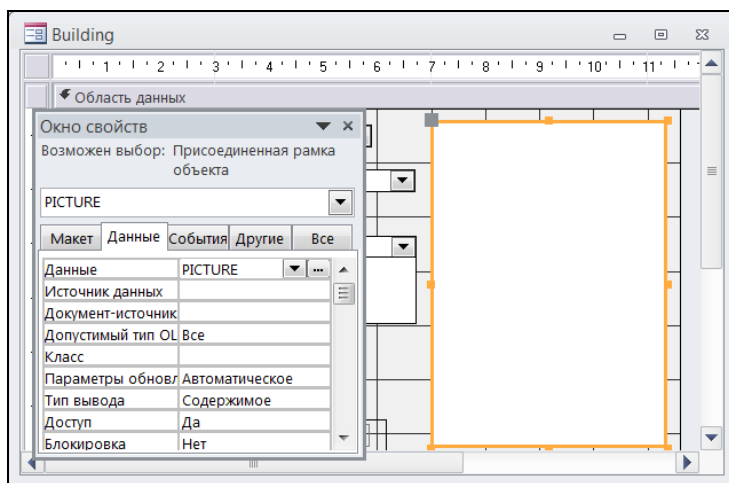 Building
1 2 3 4 5 6 7 8 9 10 11
Область данных
Окно свойств
Возможен выбор: Присоединенная рамка
объекта
PICTURE
Макет Данные События Другие Все
Данные PICTURE
Источник данных
Документ-источник
Допустимый тип OL Все
Класс
Параметры обновл Автоматическое
Тип вывода Содержимое
Доступ Да
Блокировка Нет